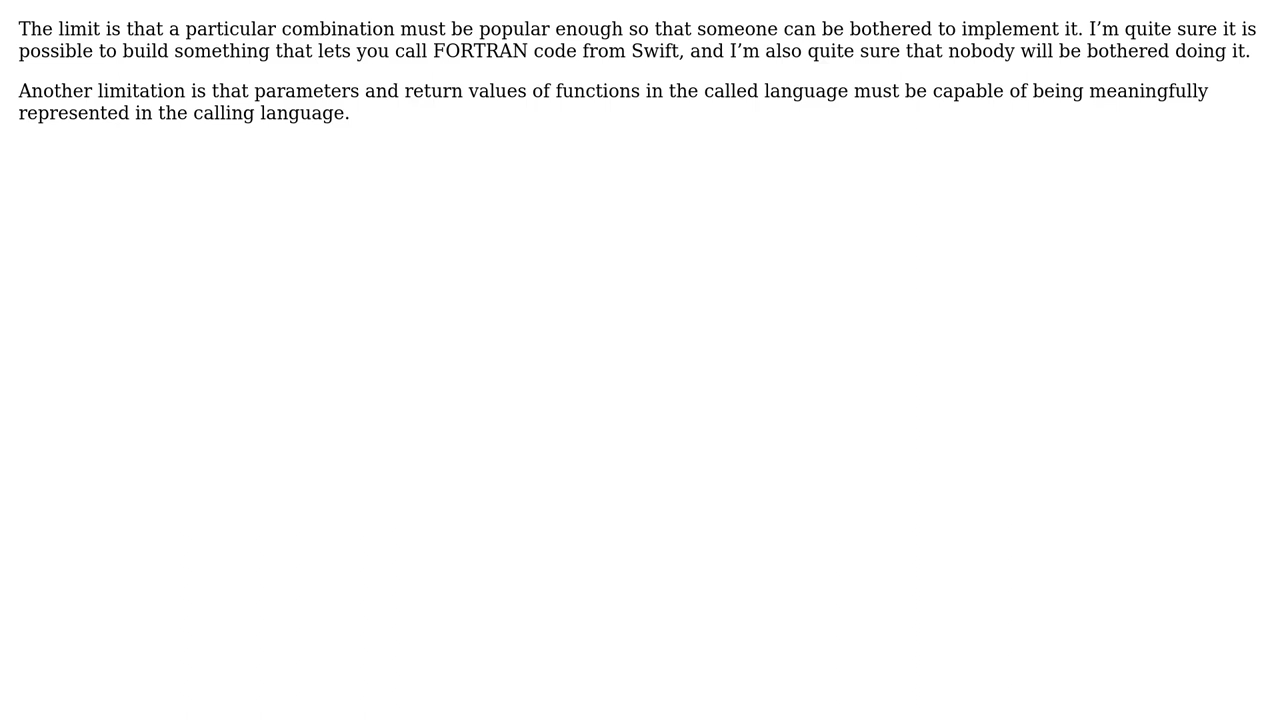 The limit is that a particular combination must be popular enough so that someone can be bothered to implement it. I’m quite sure it is
possible to build something that lets you call FORTRAN code from Swift, and I’m also quite sure that nobody will be bothered doing it.
Another limitation is that parameters and return values of functions in the called language must be capable of being meaningfully
represented in the calling language.